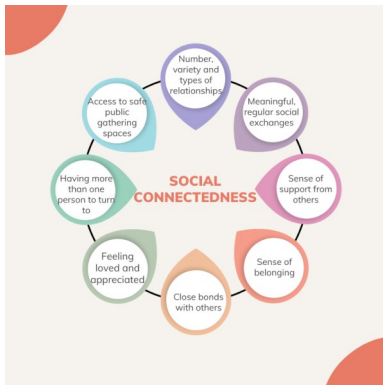 Number,
variety and
types of
relationships
Meaningful,
regular social
exchanges
Sense of
support from
others
Sense of
belonging
Close bonds
with others
Feeling
loved and
appreciated
Having more
than one
person to turn
to
Access to safe
public
gathering
spaces
SOCIAL
CONNECTEDNESS